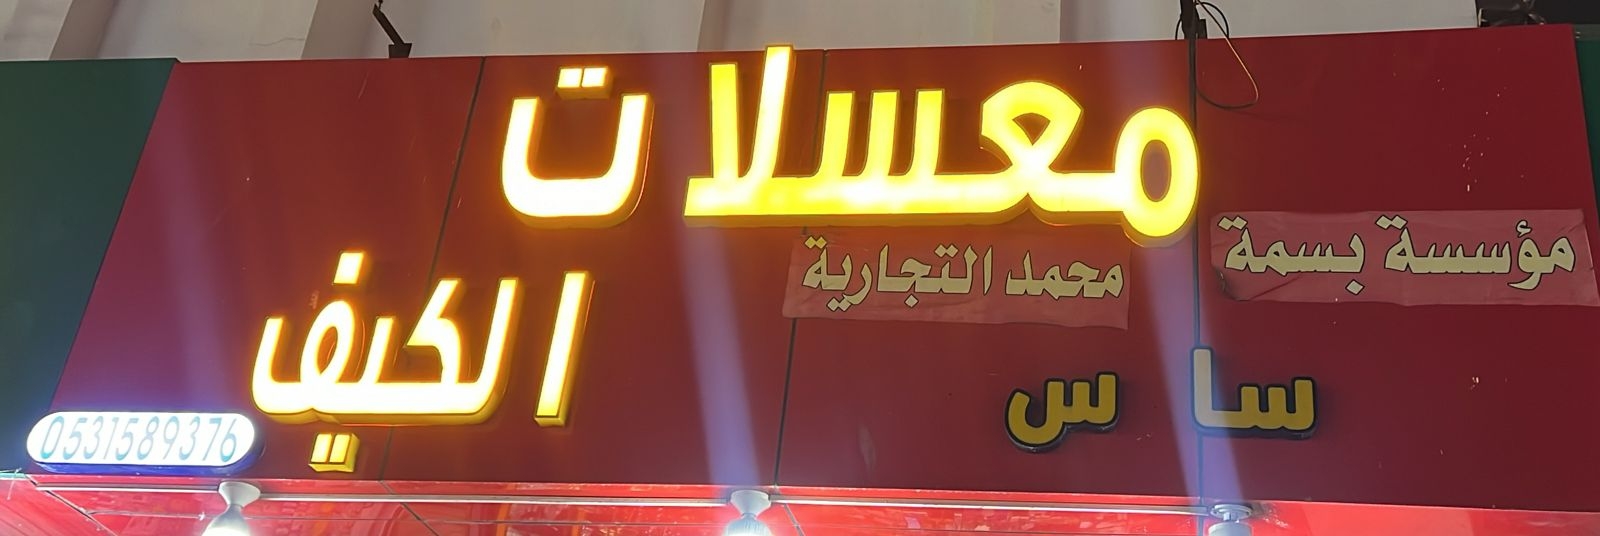 معسلات
مؤسسة بسمة محمد التجارية
الكيف
سا س
0531589376